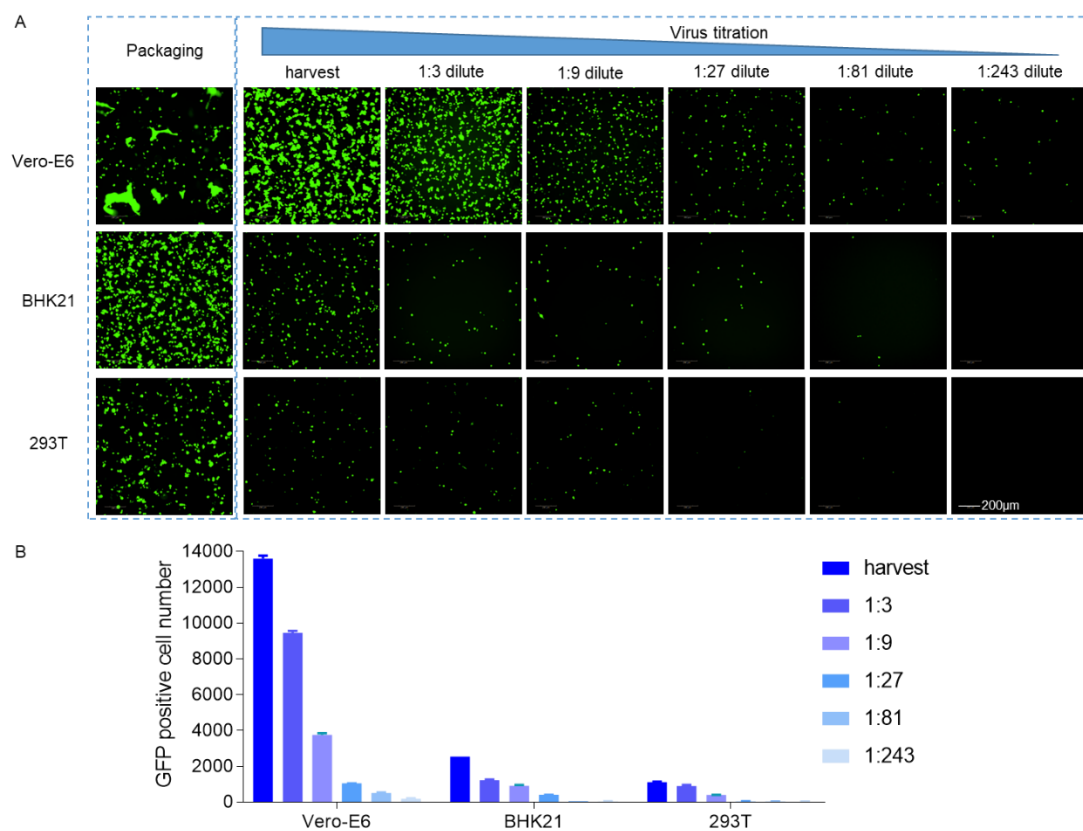 A
Packaging
Virus titration
harvest 1:3 dilute 1:9 dilute 1:27 dilute 1:81 dilute 1:243 dilute
Vero-E6
BHK21
293T
200μm
B
GFP positive cell number
14000
12000
10000
8000
6000
4000
2000
0
Vero-E6 BHK21 293T
harvest
1:3
1:9
1:27
1:81
1:243